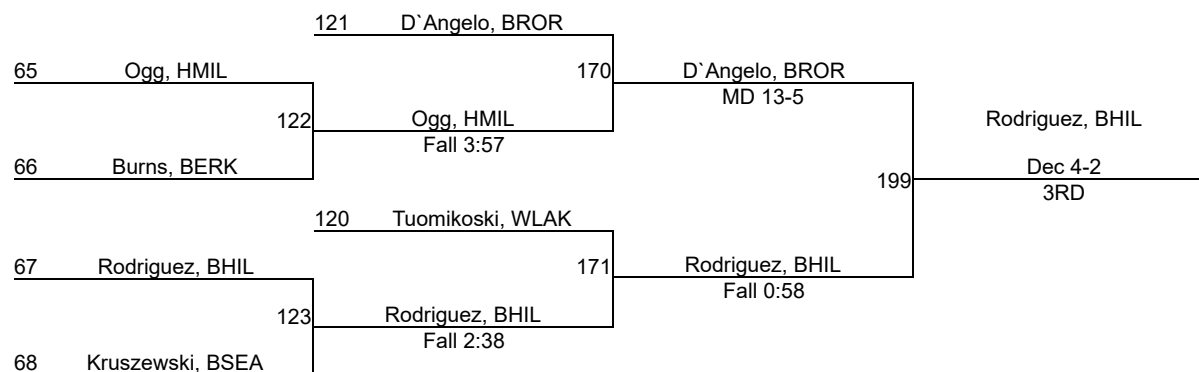 121 D`Angelo, BROR
65 Ogg, HMIL
170 D`Angelo, BROR
MD 13-5
122 Ogg, HMIL
Fall 3:57
Rodriguez, BHIL
66 Burns, BERK
199 Dec 4-2
3RD
120 Tuomikoski, WLAK
67 Rodriguez, BHIL
171 Rodriguez, BHIL
Fall 0:58
123 Rodriguez, BHIL
Fall 2:38
68 Kruszewski, BSEA